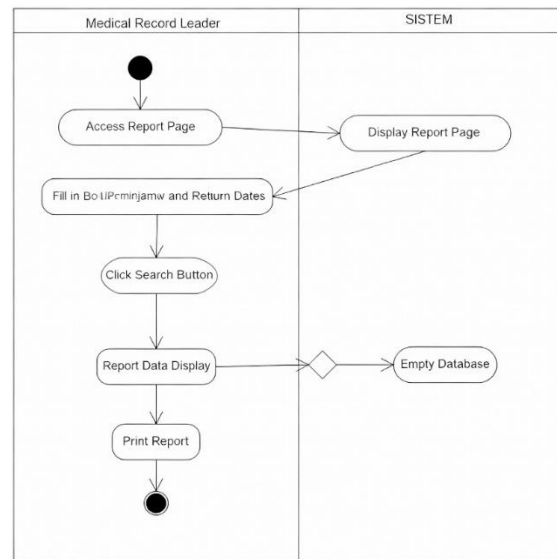 Medical Record Leader
SISTEM
Access Report Page
Display Report Page
Fill in and Return Dates
Click Search Button
Report Data Display
Empty Database
Print Report